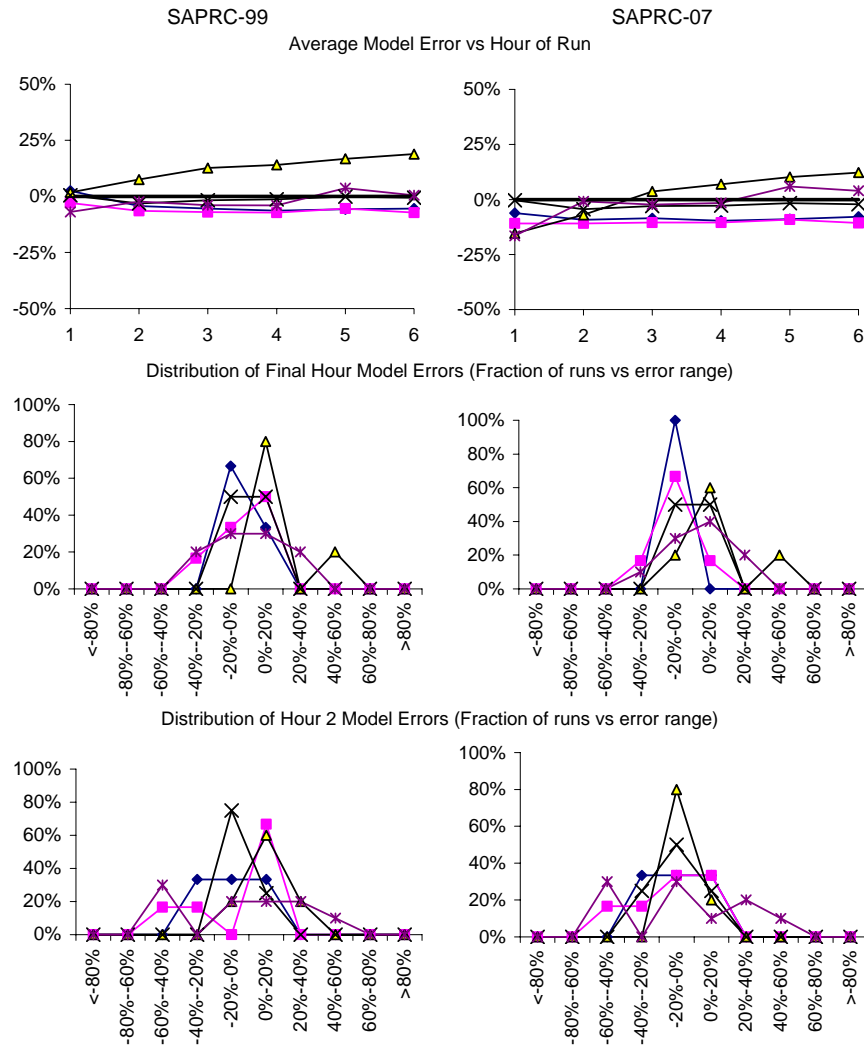 SAPRC-99 SAPRC-07
Average Model Error vs Hour of Run
50% 50%
25% 25%
0% 0%
-25% -25%
-50% -50%
1 2 3 4 5 6 1 2 3 4 5 6
Distribution of Final Hour Model Errors (Fraction of runs vs error range)
100% 100%
80% 80%
60% 60%
40% 40%
20% 20%
0% 0%
<-80% -80%--60% -60%--40% -40%--20% -20%-0% 0%-20% 20%-40% 40%-60% 60%-80% >80% <-80% -80%--60% -60%--40% -40%--20% -20%-0% 0%-20% 20%-40% 40%-60% 60%-80% >80%
Distribution of Hour 2 Model Errors (Fraction of runs vs error range)
100% 100%
80% 80%
60% 60%
40% 40%
20% 20%
0% 0%
<-80% -80%--60% -60%--40% -40%--20% -20%-0% 0%-20% 20%-40% 40%-60% 60%-80% >80% <-80% -80%--60% -60%--40% -40%--20% -20%-0% 0%-20% 20%-40% 40%-60% 60%-80% >80%